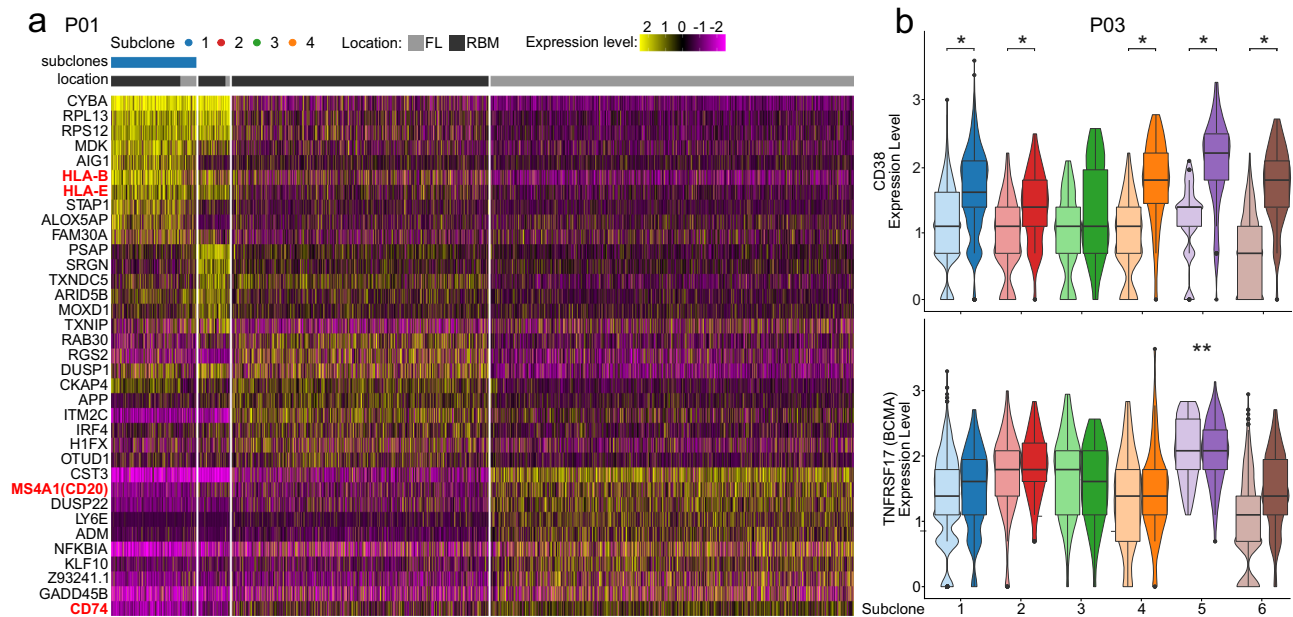 a P01
Subclone 1 2 3 4 Location: FL RBM Expression level: 2 1 0 -1 -2
subclones
location
CYBA
RPL13
RPS12
MDK
AIG1
HLA-B
HLA-E
STAP1
ALOX5AP
FAM30A
PSAP
SRGN
TXNDC5
ARID5B
MOXD1
TXNIP
RAB30
RGS2
DUSP1
CKAP4
APP
ITM2C
IRF4
H1FX
OTUD1
CST3
MS4A1(CD20)
DUSP22
LY6E
ADM
NFKBIA
KLF10
Z93241.1
GADD45B
CD74
b P03
* * * * *
CD38
Expression Level
3
2
1
0
**
TNFRSF17 (BCMA)
Expression Level
3
2
1
0
Subclone 1 2 3 4 5 6